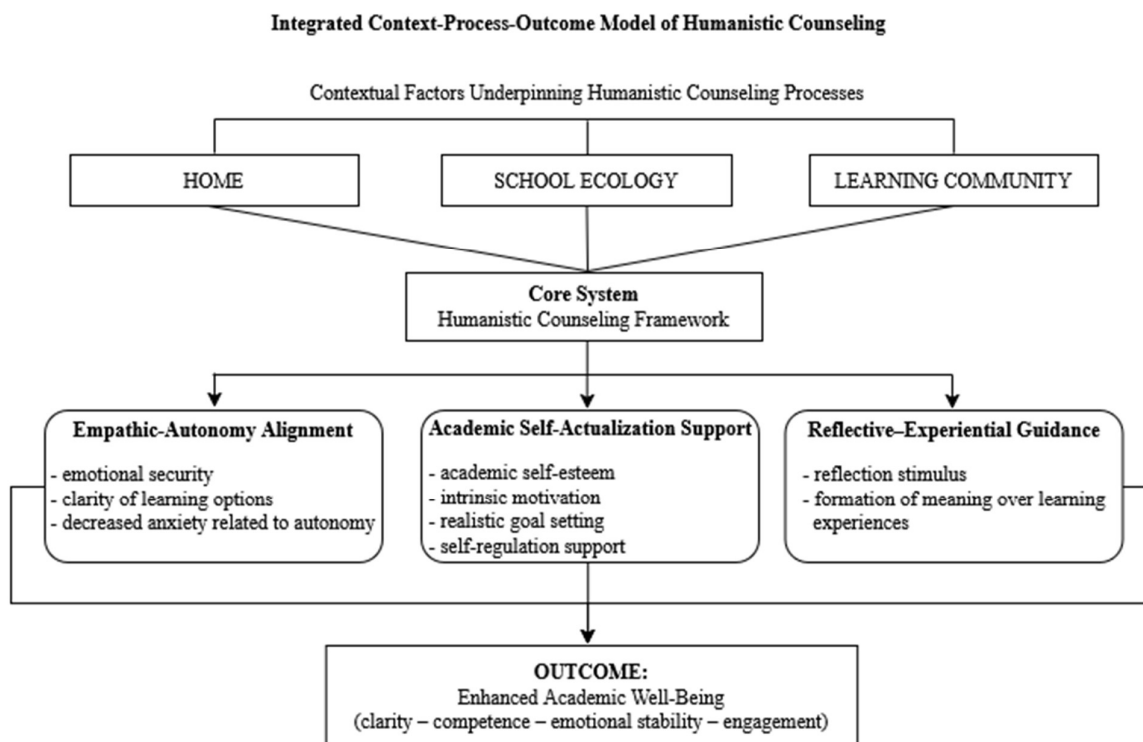 Integrated Context-Process-Outcome Model of Humanistic Counseling
Contextual Factors Underpinning Humanistic Counseling Processes
HOME
SCHOOL ECOLOGY
LEARNING COMMUNITY
Core System
Humanistic Counseling Framework
Empathic-Autonomy Alignment
- emotional security
- clarity of learning options
- decreased anxiety related to autonomy
Academic Self-Actualization Support
- academic self-esteem
- intrinsic motivation
- realistic goal setting
- self-regulation support
Reflective–Experiential Guidance
- reflection stimulus
- formation of meaning over learning
experiences
OUTCOME:
Enhanced Academic Well-Being
(clarity – competence – emotional stability – engagement)